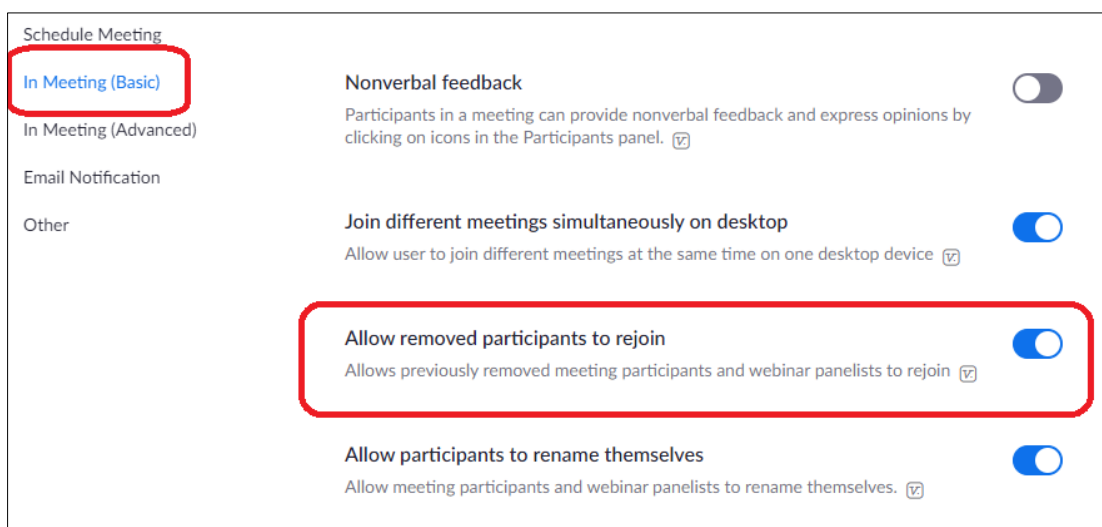 Schedule Meeting
In Meeting (Basic)
In Meeting (Advanced)
Email Notification
Other
Nonverbal feedback
Participants in a meeting can provide nonverbal feedback and express opinions by
clicking on icons in the Participants panel.
Join different meetings simultaneously on desktop
Allow user to join different meetings at the same time on one desktop device
Allow removed participants to rejoin
Allows previously removed meeting participants and webinar panelists to rejoin
Allow participants to rename themselves
Allow meeting participants and webinar panelists to rename themselves.